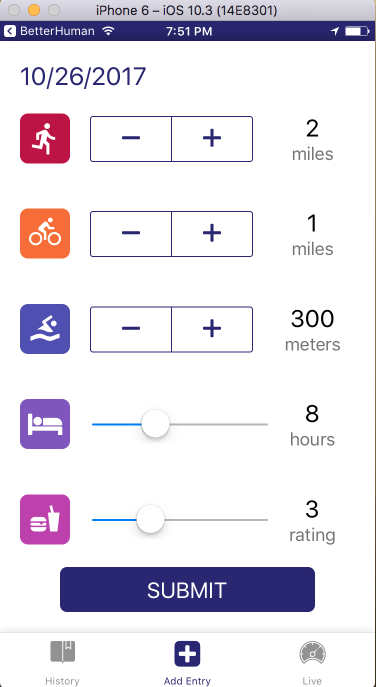 iPhone 6 – iOS 10.3 (14E8301)
BetterHuman 7:51 PM
10/26/2017
2
miles
1
miles
300
meters
8
hours
3
rating
SUBMIT
History Add Entry Live